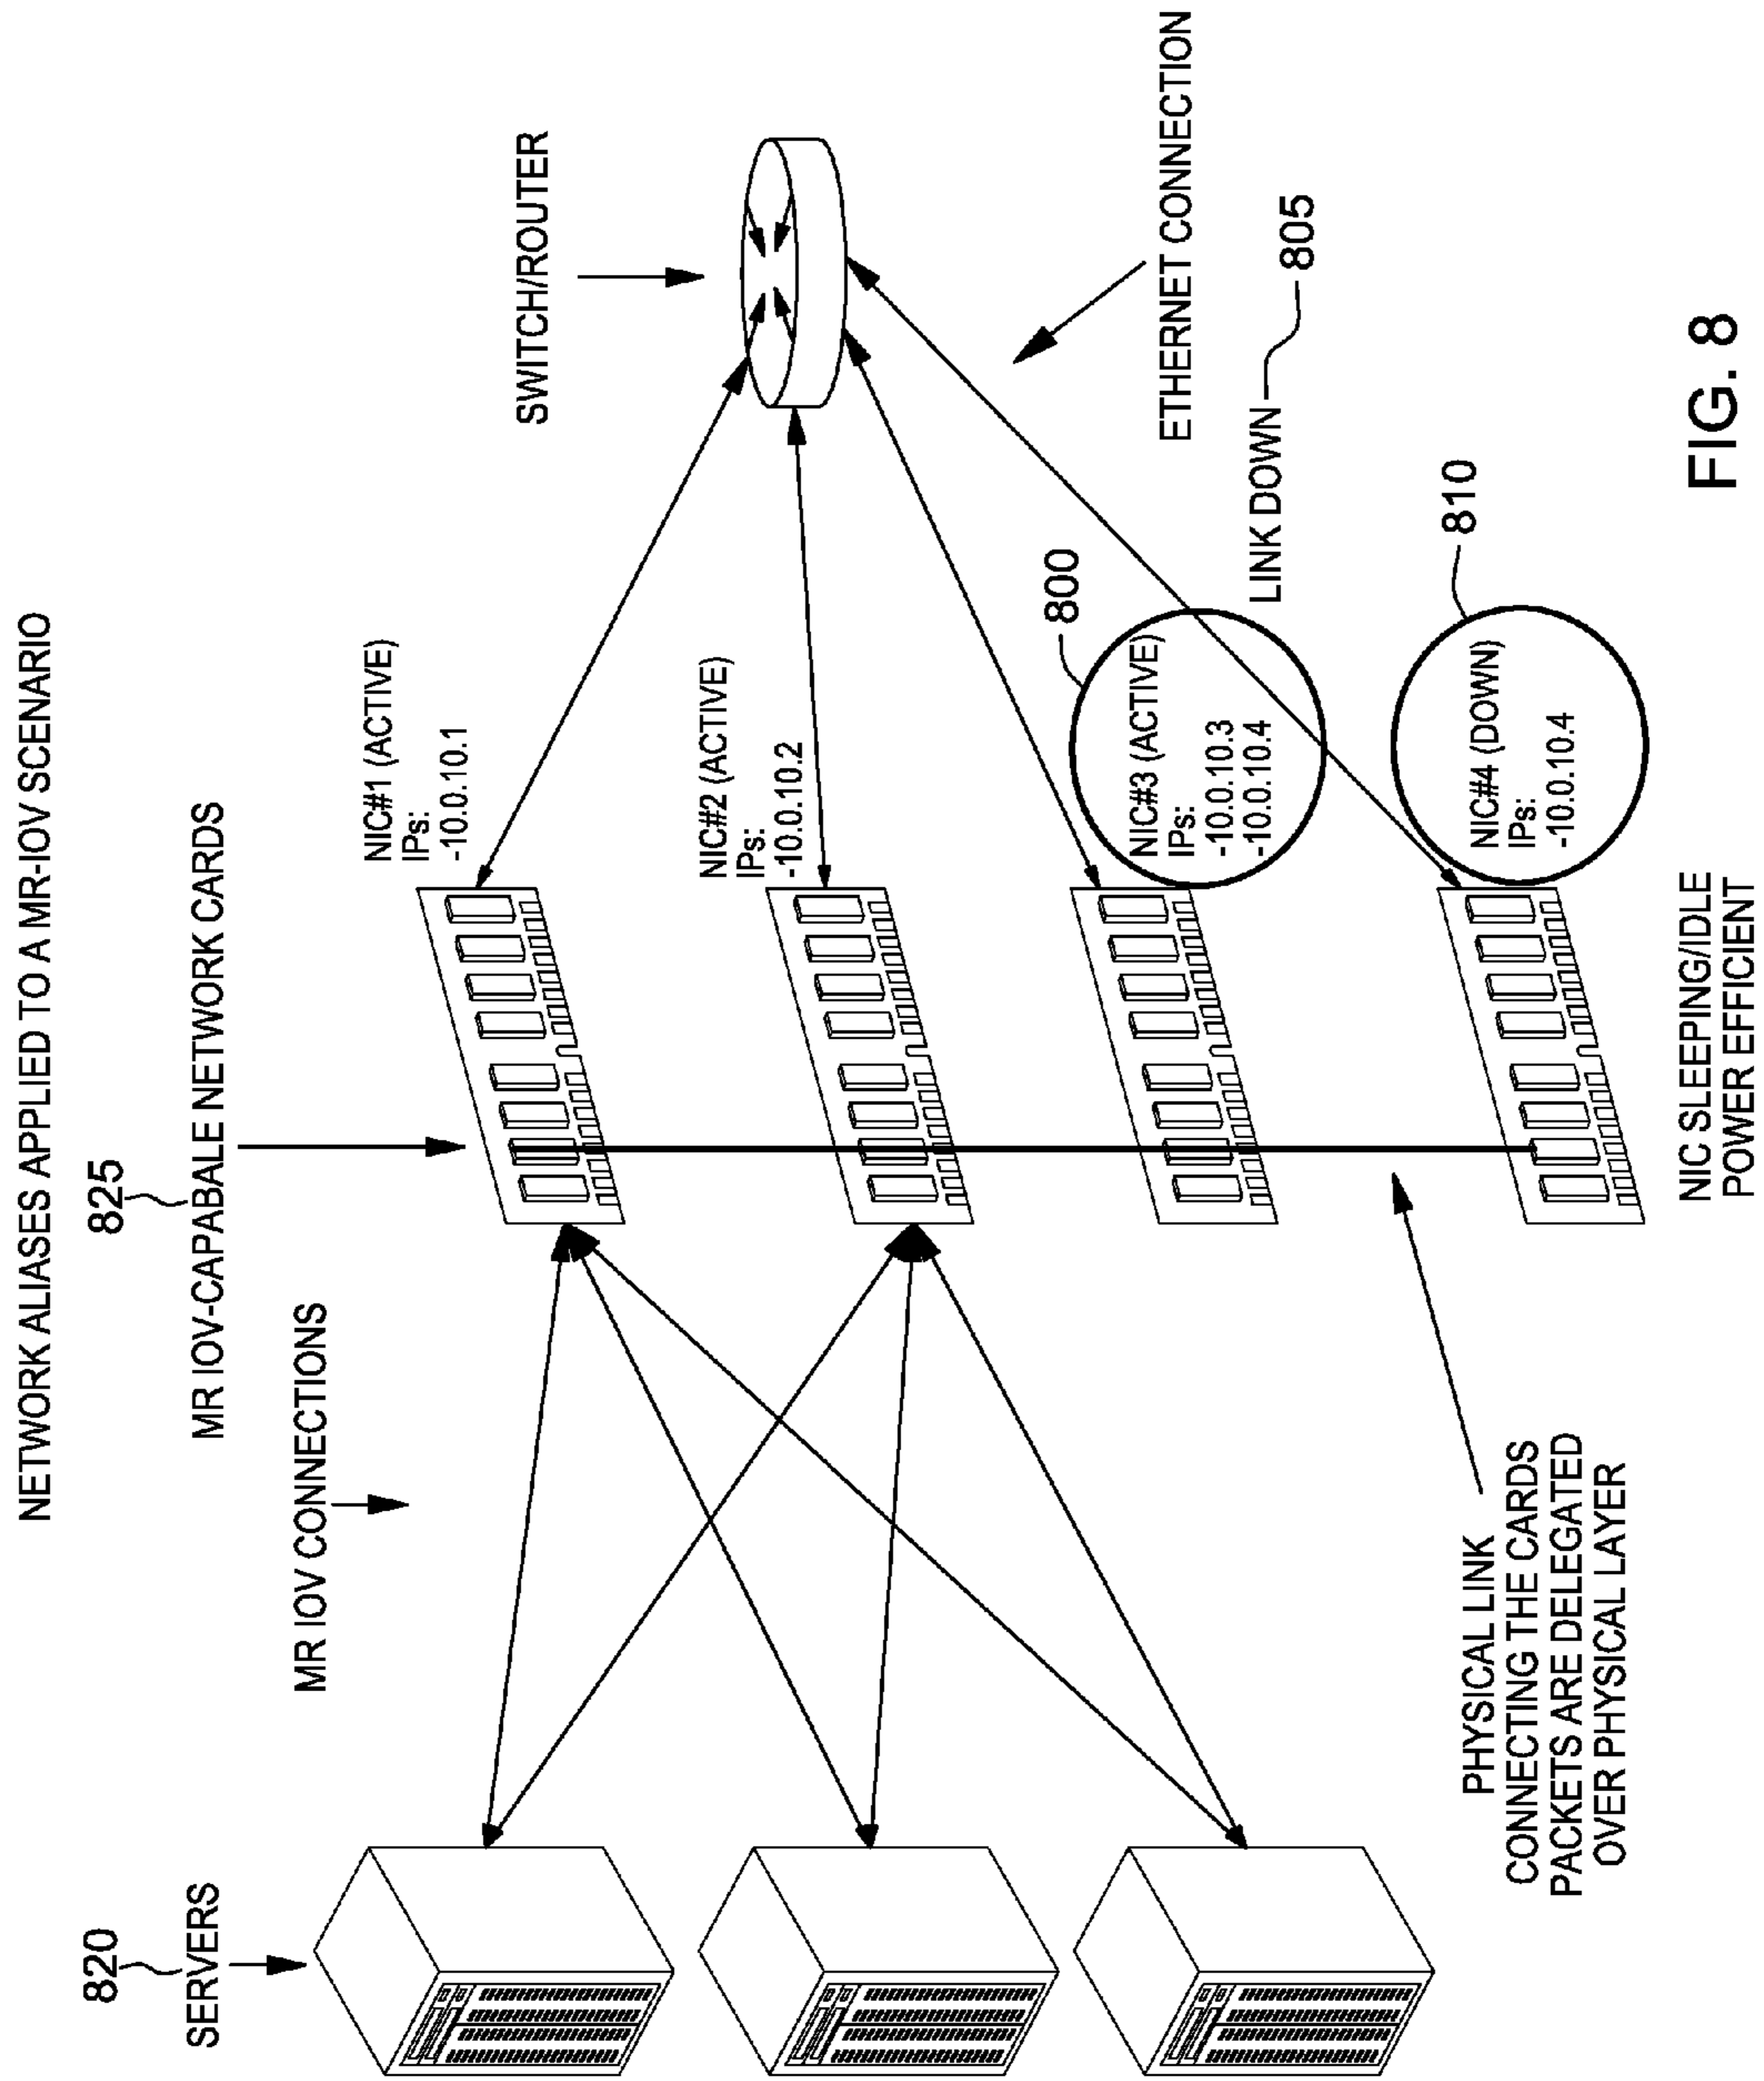 NETWORK ALIASES APPLIED TO A MR-IOV SCENARIO
820
SERVERS
825
MR IOV-CAPABALE NETWORK CARDS
MR IOV CONNECTIONS
NIC#1 (ACTIVE)
IPs:
-10.0.10.1
SWITCH/ROUTER
NIC#2 (ACTIVE)
IPs:
-10.0.10.2
800
NIC#3 (ACTIVE)
IPs:
-10.0.10.3
-10.0.10.4
ETHERNET CONNECTION
LINK DOWN
805
810
NIC#4 (DOWN)
IPs:
-10.0.10.4
PHYSICAL LINK
CONNECTING THE CARDS
PACKETS ARE DELEGATED
OVER PHYSICAL LAYER
NIC SLEEPING/IDLE
POWER EFFICIENT
FIG. 8